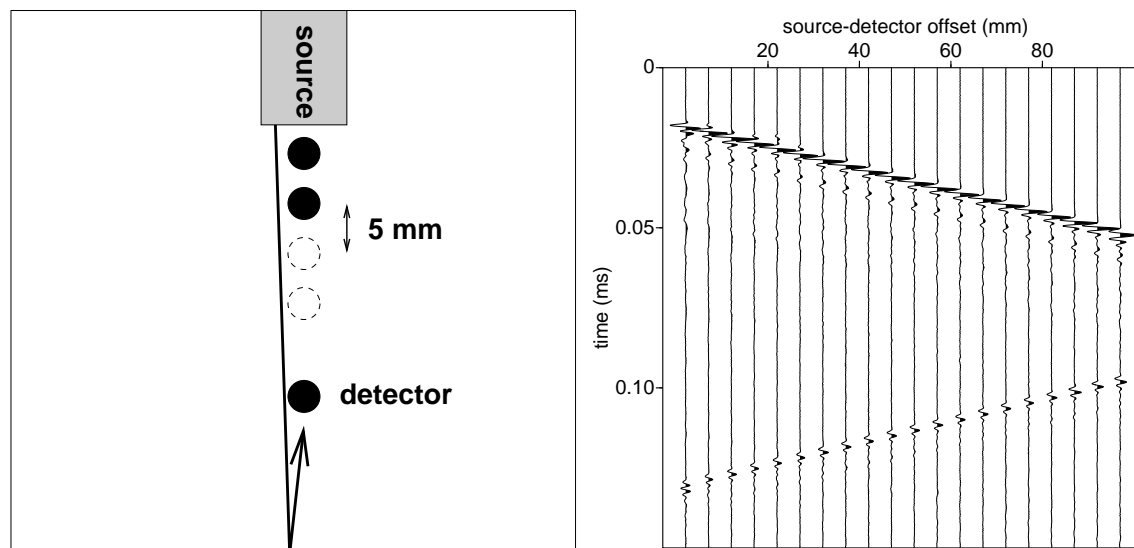 source
5 mm
detector
source-detector offset (mm)
20 40 60 80
0
0.05
0.10
time (ms)